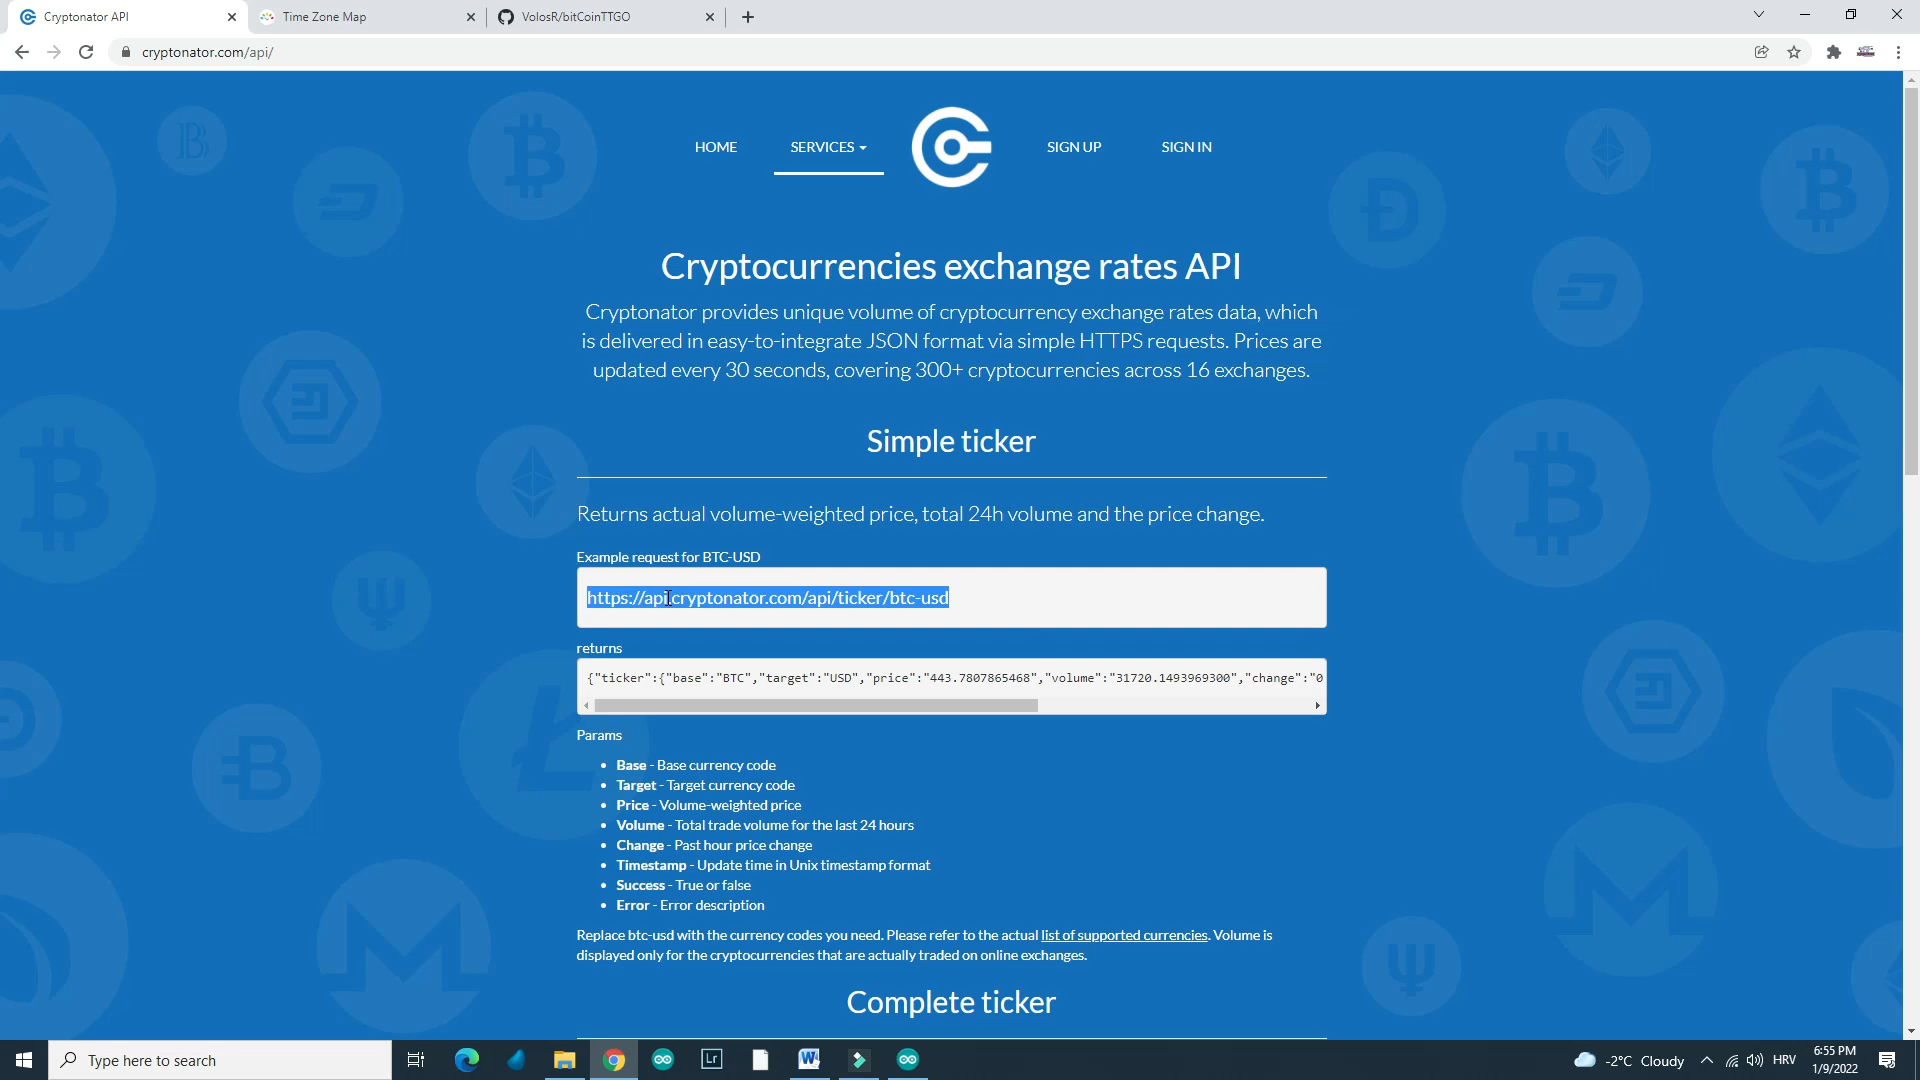 Cryptonator API
Time Zone Map
VolosR/bitCoinTTGO
cryptonator.com/api/
HOME
SERVICES
SIGN UP
SIGN IN
Cryptocurrencies exchange rates API
Cryptonator provides unique volume of cryptocurrency exchange rates data, which
is delivered in easy-to-integrate JSON format via simple HTTPS requests. Prices are
updated every 30 seconds, covering 300+ cryptocurrencies across 16 exchanges.
Simple ticker
Returns actual volume-weighted price, total 24h volume and the price change.
Example request for BTC-USD
https://api.cryptonator.com/api/ticker/btc-usd
returns
{"ticker":{"base":"BTC","target":"USD","price":"443.7807865468","volume":"31720.1493969300","change":"0
Params
• Base - Base currency code
• Target - Target currency code
• Price - Volume-weighted price
• Volume - Total trade volume for the last 24 hours
• Change - Past hour price change
• Timestamp - Update time in Unix timestamp format
• Success - True or false
• Error - Error description
Replace btc-usd with the currency codes you need. Please refer to the actual list of supported currencies. Volume is
displayed only for the cryptocurrencies that are actually traded on online exchanges.
Complete ticker
Type here to search
Lr
W
-2°C Cloudy
HRV
6:55 PM
1/9/2022